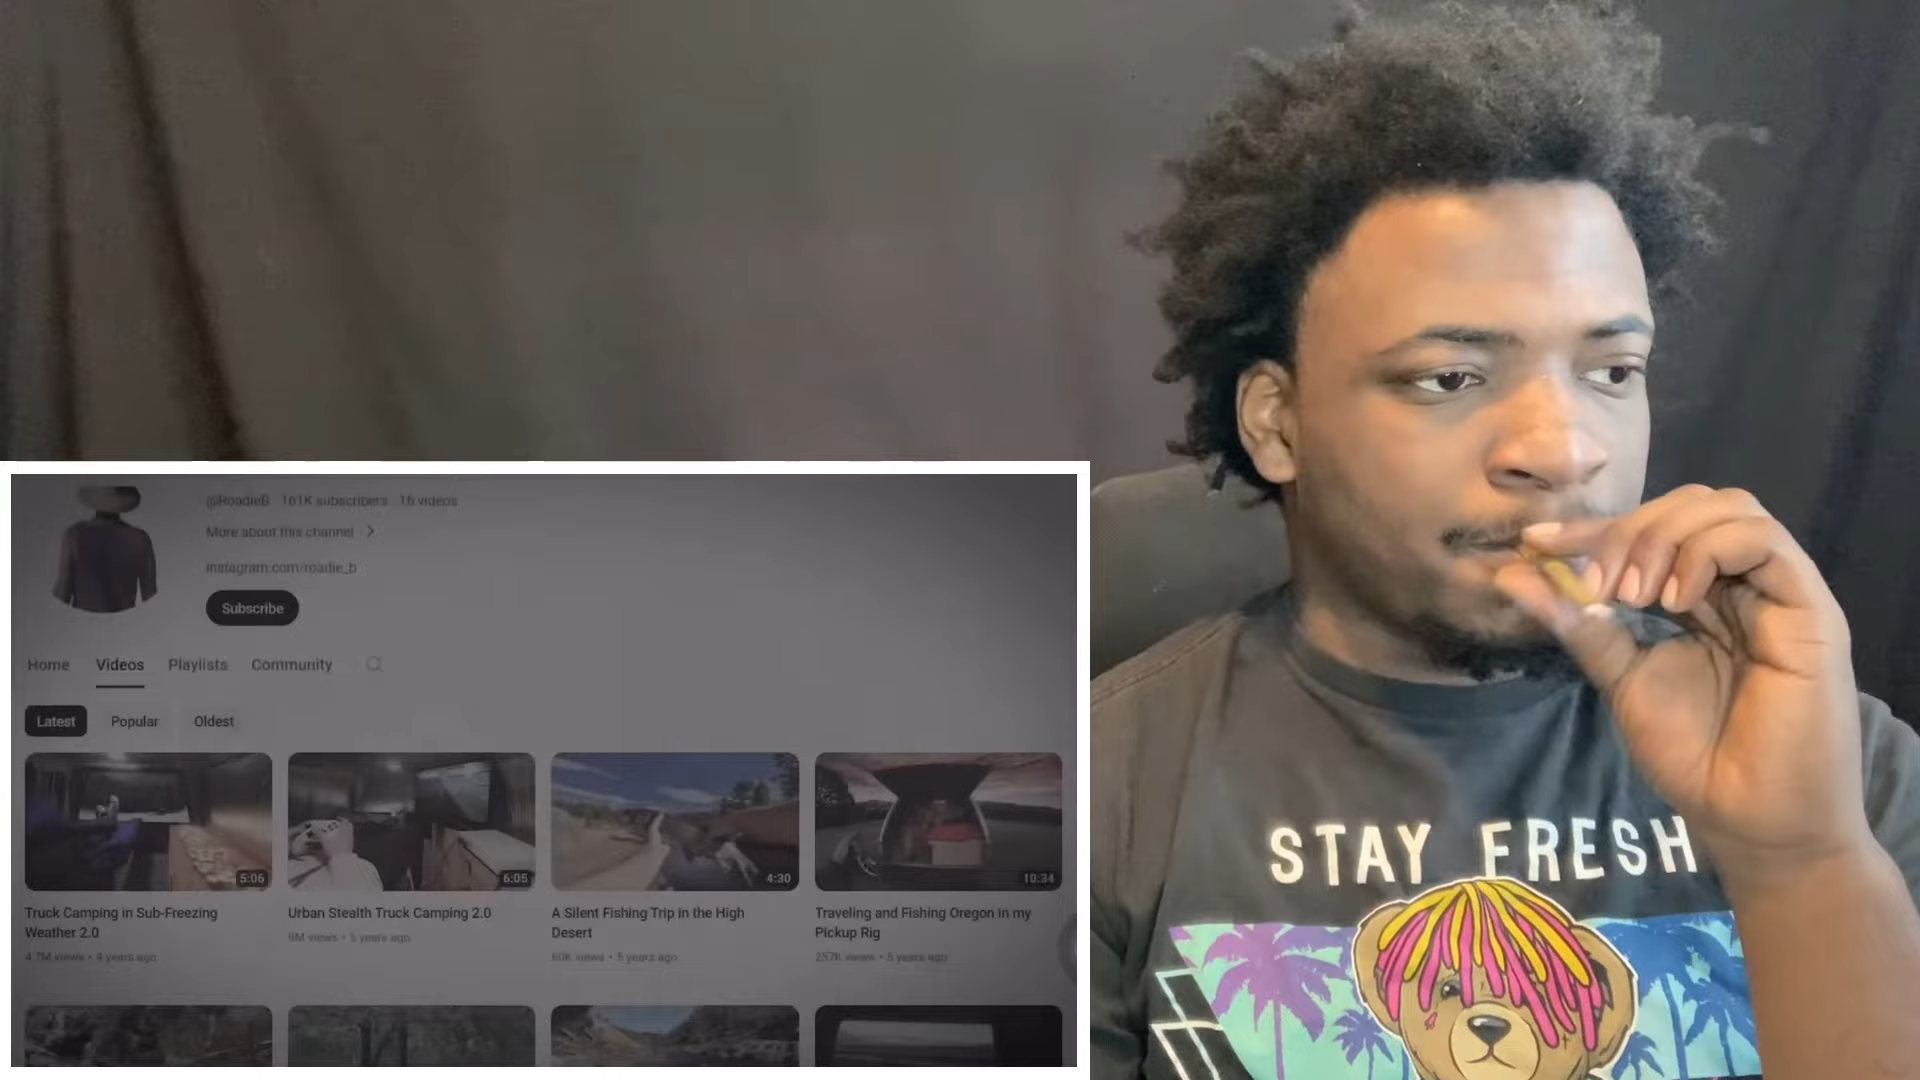 @RoadieB 161K subscribers 16 videos
More about this channel
instagram.com/roadie_b
Subscribe
Home Videos Playlists Community
Latest Popular Oldest
5:06 6:05 4:30 10:34
Truck Camping in Sub-Freezing Weather 2.0
4.7M views • 4 years ago
Urban Stealth Truck Camping 2.0
9M views • 5 years ago
A Silent Fishing Trip in the High Desert
60K views • 5 years ago
Traveling and Fishing Oregon in my Pickup Rig
257K views • 5 years ago
STAY FRESH